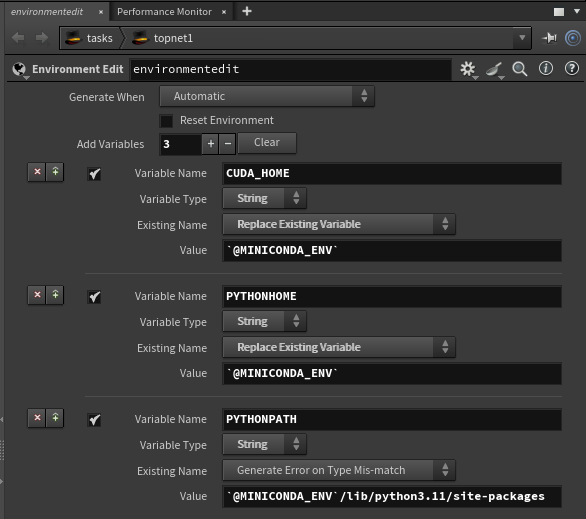 environmentedit × Performance Monitor × +
tasks topnet1
Environment Edit environmentedit
Generate When Automatic
Reset Environment
Add Variables 3 + − Clear
Variable Name CUDA_HOME
Variable Type String
Existing Name Replace Existing Variable
Value `@MINICONDA_ENV`
Variable Name PYTHONHOME
Variable Type String
Existing Name Replace Existing Variable
Value `@MINICONDA_ENV`
Variable Name PYTHONPATH
Variable Type String
Existing Name Generate Error on Type Mis-match
Value `@MINICONDA_ENV`/lib/python3.11/site-packages